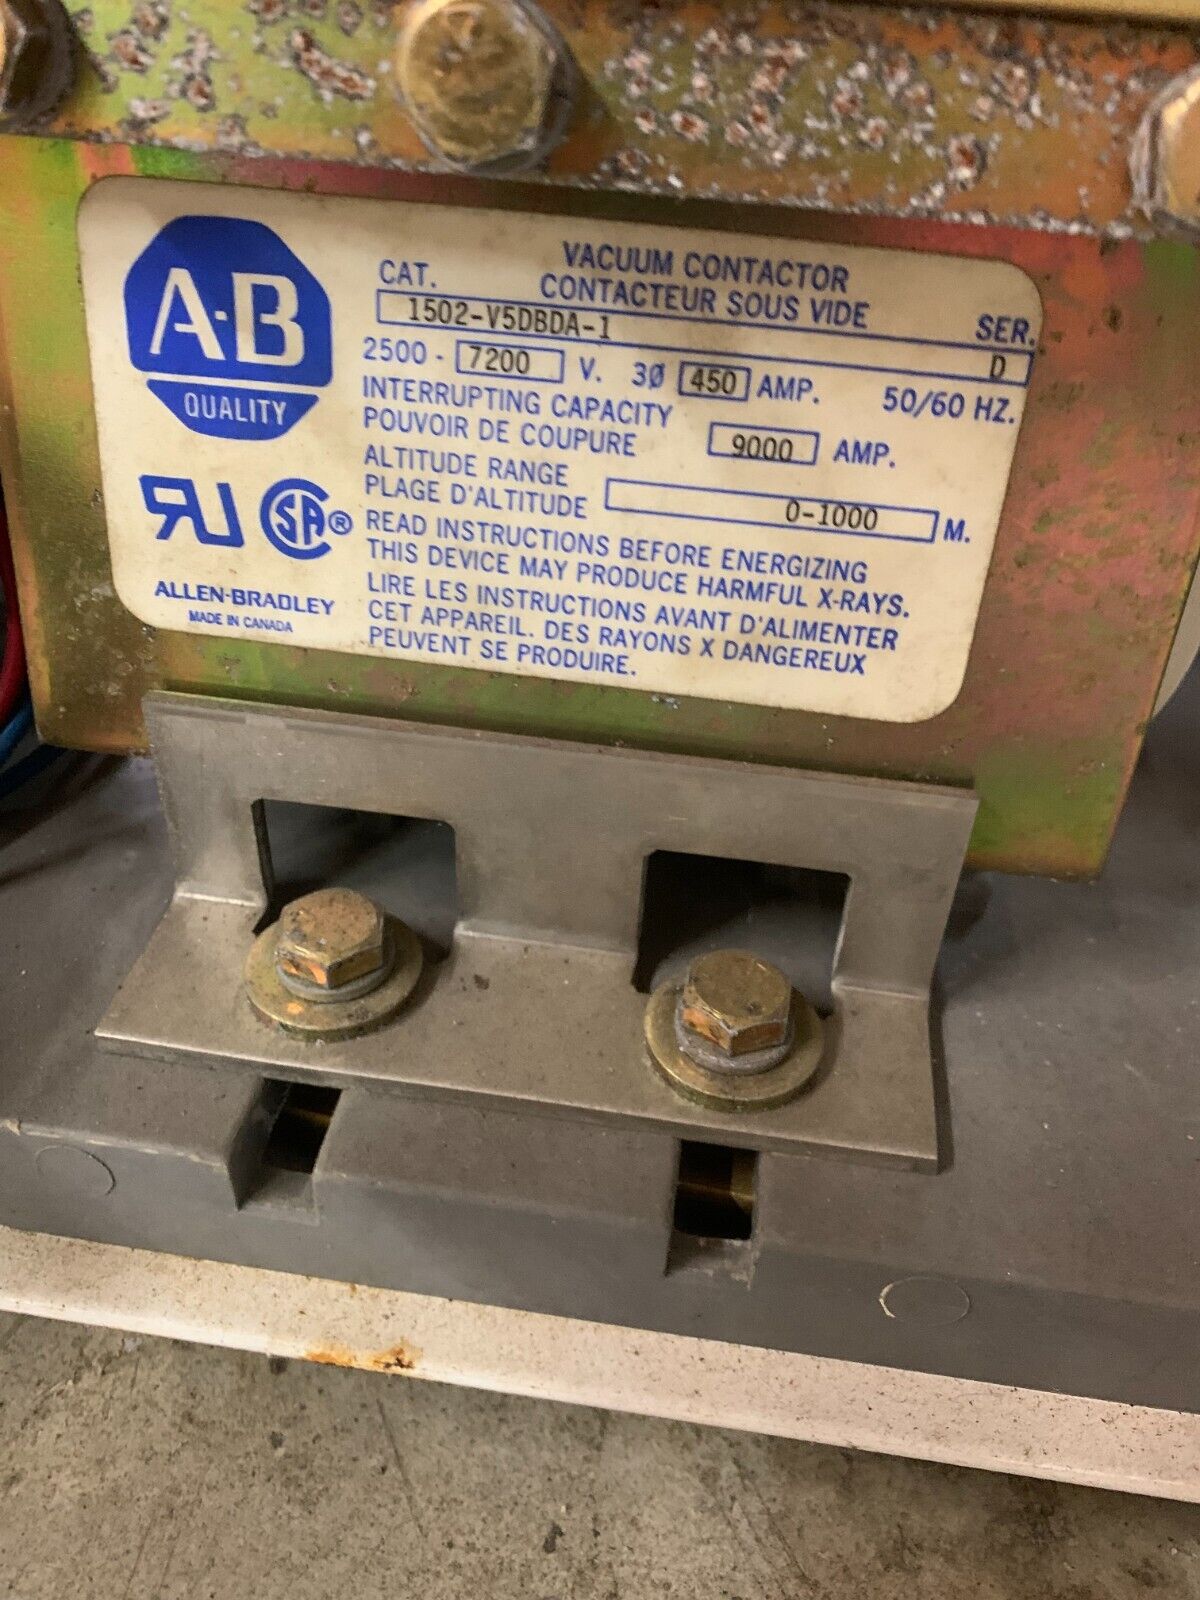 A-B
QUALITY
VACUUM CONTACTOR
CAT. CONTACTEUR SOUS VIDE SER.
1502-V5DBDA-1 D
2500 - 7200 V. 3Ø 450 AMP. 50/60 HZ.
INTERRUPTING CAPACITY
POUVOIR DE COUPURE 9000 AMP.
ALTITUDE RANGE
PLAGE D'ALTITUDE 0-1000 M.
RU SA®
READ INSTRUCTIONS BEFORE ENERGIZING
THIS DEVICE MAY PRODUCE HARMFUL X-RAYS.
LIRE LES INSTRUCTIONS AVANT D'ALIMENTER
CET APPAREIL. DES RAYONS X DANGEREUX
PEUVENT SE PRODUIRE.
ALLEN-BRADLEY
MADE IN CANADA